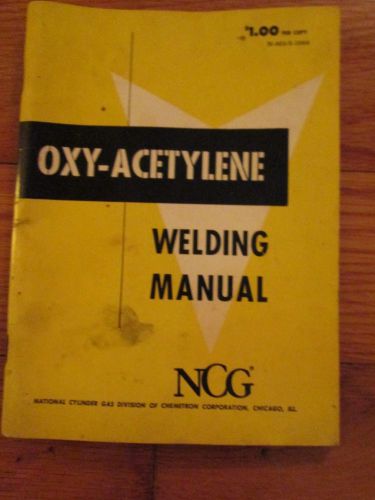 $1.00 PER COPY
OXY-ACETYLENE
WELDING
MANUAL
NCG®
NATIONAL CYLINDER GAS DIVISION OF CHEMETRON CORPORATION, CHICAGO, ILL.